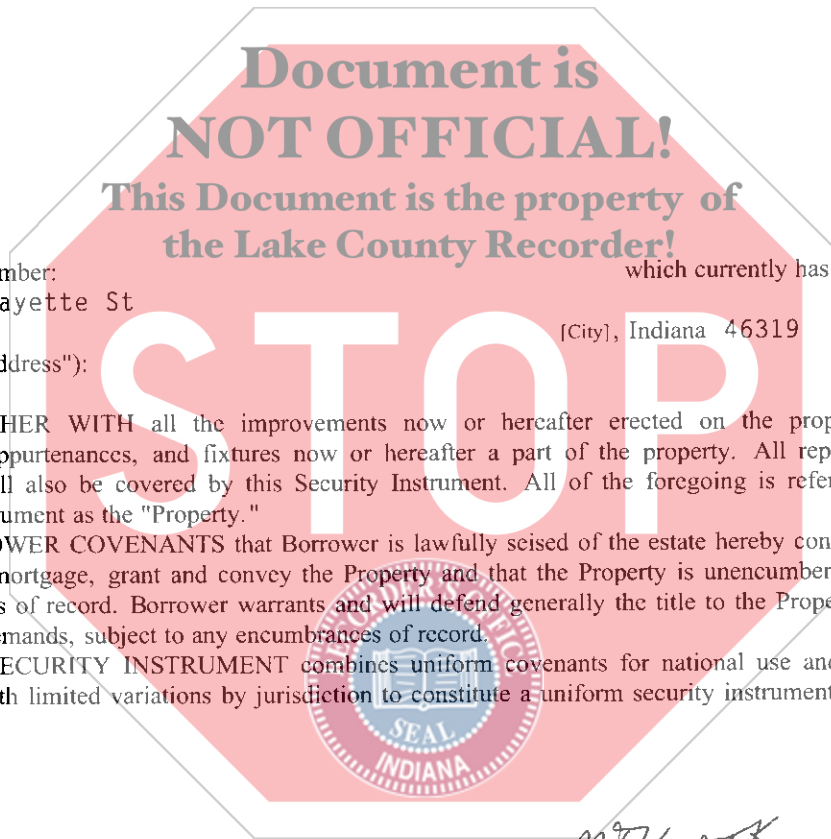 Document is
NOT OFFICIAL!
This Document is the property of
the Lake County Recorder!
mber: which currently has
ayette St
[City], Indiana 46319
ddress"):
STOP
HER WITH all the improvements now or hereafter erected on the prop
ppurtenances, and fixtures now or hereafter a part of the property. All rep
ll also be covered by this Security Instrument. All of the foregoing is refer
ument as the "Property."
OWER COVENANTS that Borrower is lawfully seised of the estate hereby con
mortgage, grant and convey the Property and that the Property is unencumber
s of record. Borrower warrants and will defend generally the title to the Prope
emands, subject to any encumbrances of record.
ECURITY INSTRUMENT combines uniform covenants for national use and
th limited variations by jurisdiction to constitute a uniform security instrument
SEAL
INDIANA